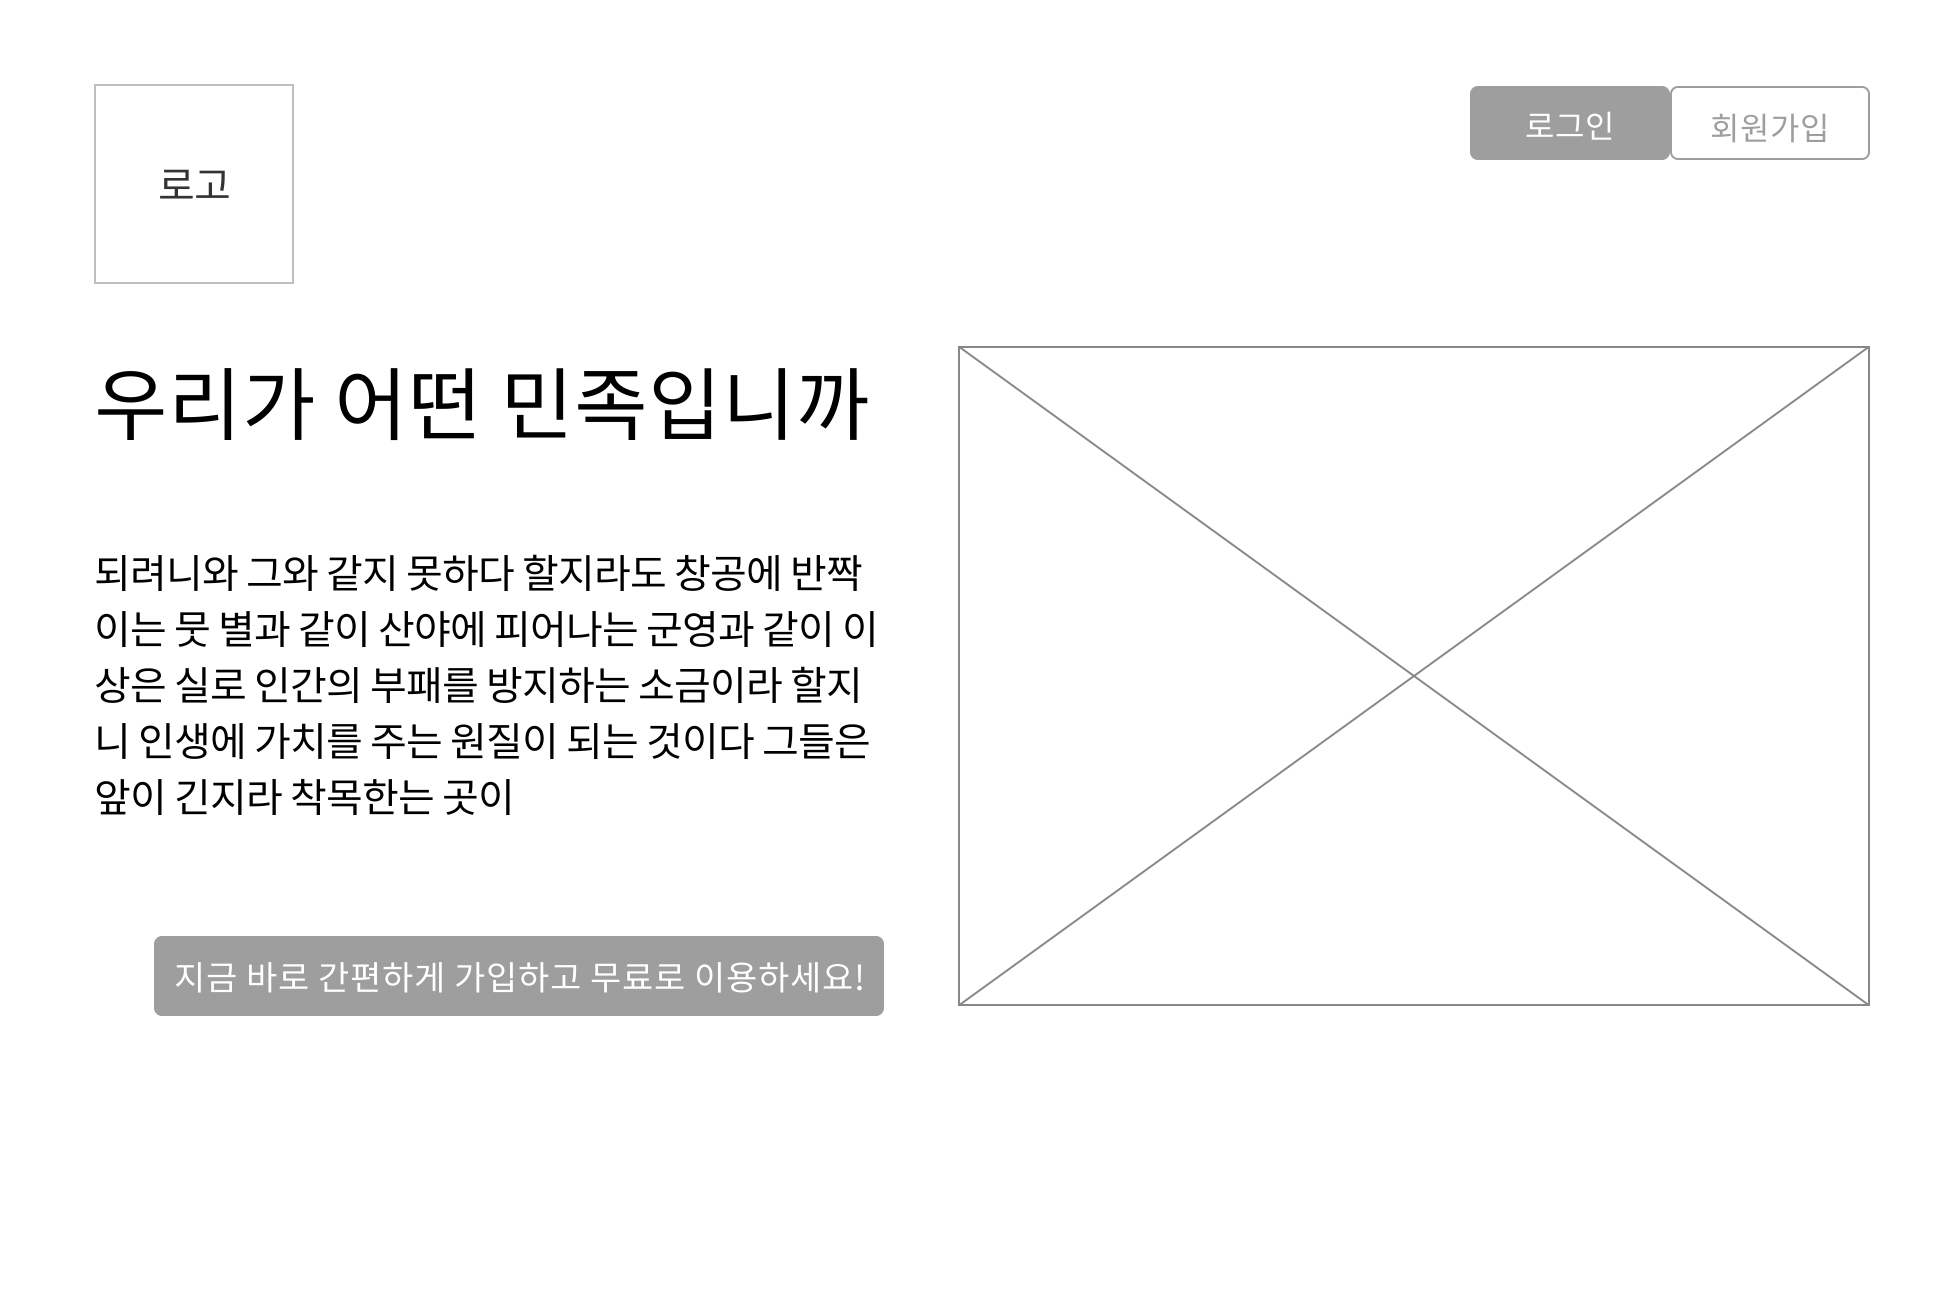 로고
로그인
회원가입
우리가 어떤 민족입니까
되려니와 그와 같지 못하다 할지라도 창공에 반짝
이는 뭇 별과 같이 산야에 피어나는 군영과 같이 이
상은 실로 인간의 부패를 방지하는 소금이라 할지
니 인생에 가치를 주는 원질이 되는 것이다 그들은
앞이 긴지라 착목한는 곳이
지금 바로 간편하게 가입하고 무료로 이용하세요!